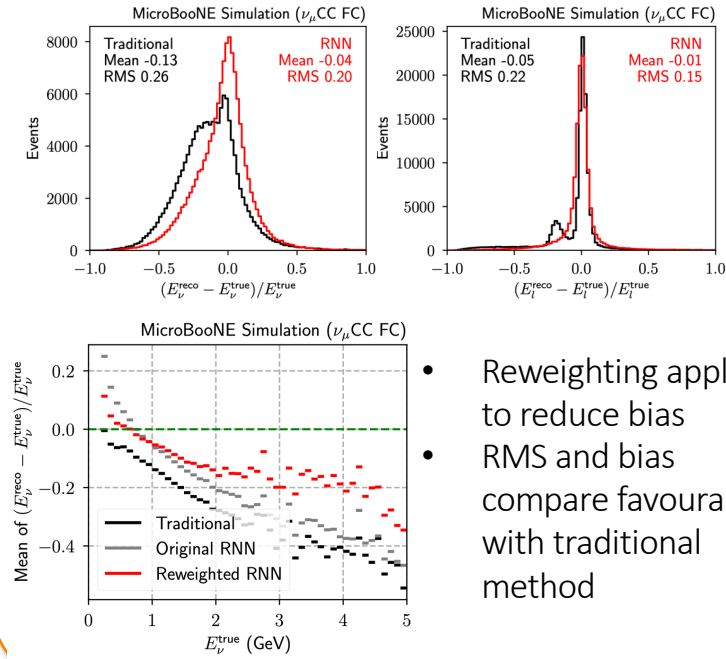 MicroBooNE Simulation (νμCC FC)
Traditional
Mean -0.13
RMS 0.26
RNN
Mean -0.04
RMS 0.20
8000
6000
4000
2000
0
Events
−1.0 −0.5 0.0 0.5 1.0
(E_ν^reco − E_ν^true)/E_ν^true
MicroBooNE Simulation (νμCC FC)
Traditional
Mean -0.05
RMS 0.22
RNN
Mean -0.01
RMS 0.15
25000
20000
15000
10000
5000
0
Events
−1.0 −0.5 0.0 0.5 1.0
(E_l^reco − E_l^true)/E_l^true
MicroBooNE Simulation (νμCC FC)
0.2
0.0
−0.2
−0.4
Mean of (E_ν^reco − E_ν^true)/E_ν^true
Traditional
Original RNN
Reweighted RNN
0 1 2 3 4 5
E_ν^true (GeV)
• Reweighting appl
to reduce bias
• RMS and bias
compare favoura
with traditional
method